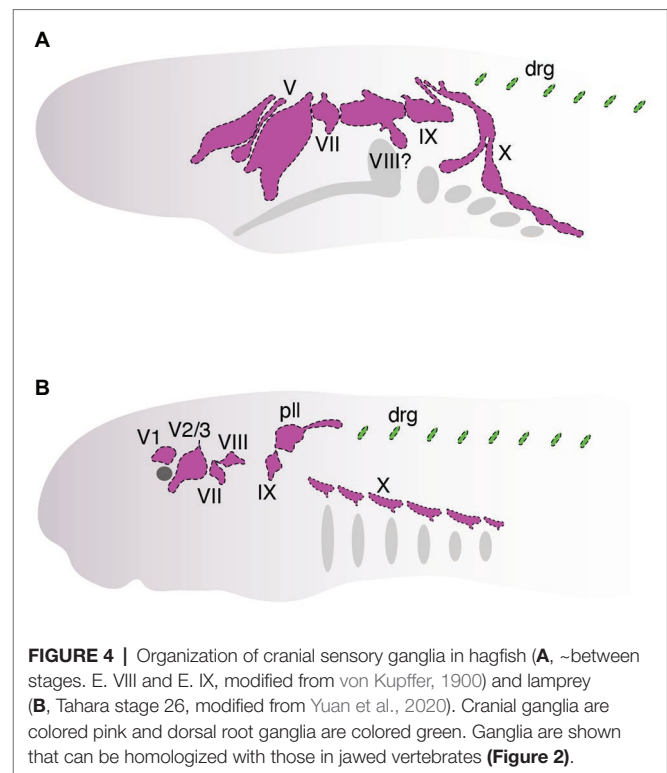 A
drg
V
VII
VIII?
IX
X
B
V1
V2/3
VIII
VII
pll
IX
drg
X
FIGURE 4 | Organization of cranial sensory ganglia in hagfish (A, ~between
stages. E. VIII and E. IX, modified from von Kupffer, 1900) and lamprey
(B, Tahara stage 26, modified from Yuan et al., 2020). Cranial ganglia are
colored pink and dorsal root ganglia are colored green. Ganglia are shown
that can be homologized with those in jawed vertebrates (Figure 2).